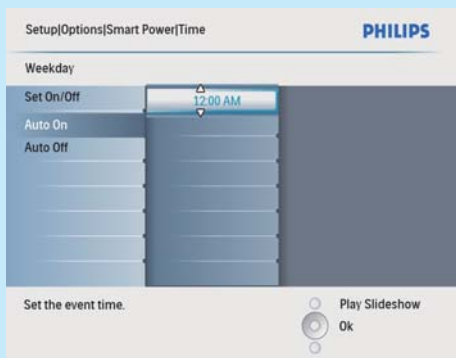 Setup|Options|Smart Power|Time
PHILIPS
Weekday
Set On/Off
12:00 AM
Auto On
Auto Off
Set the event time.
Play Slideshow
Ok